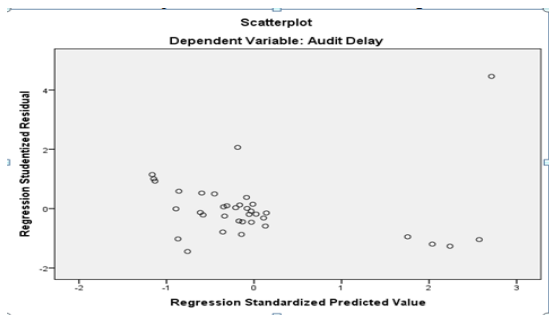 Scatterplot
Dependent Variable: Audit Delay
Regression Studentized Residual
4
2
0
-2
-2
-1
0
1
2
3
Regression Standardized Predicted Value